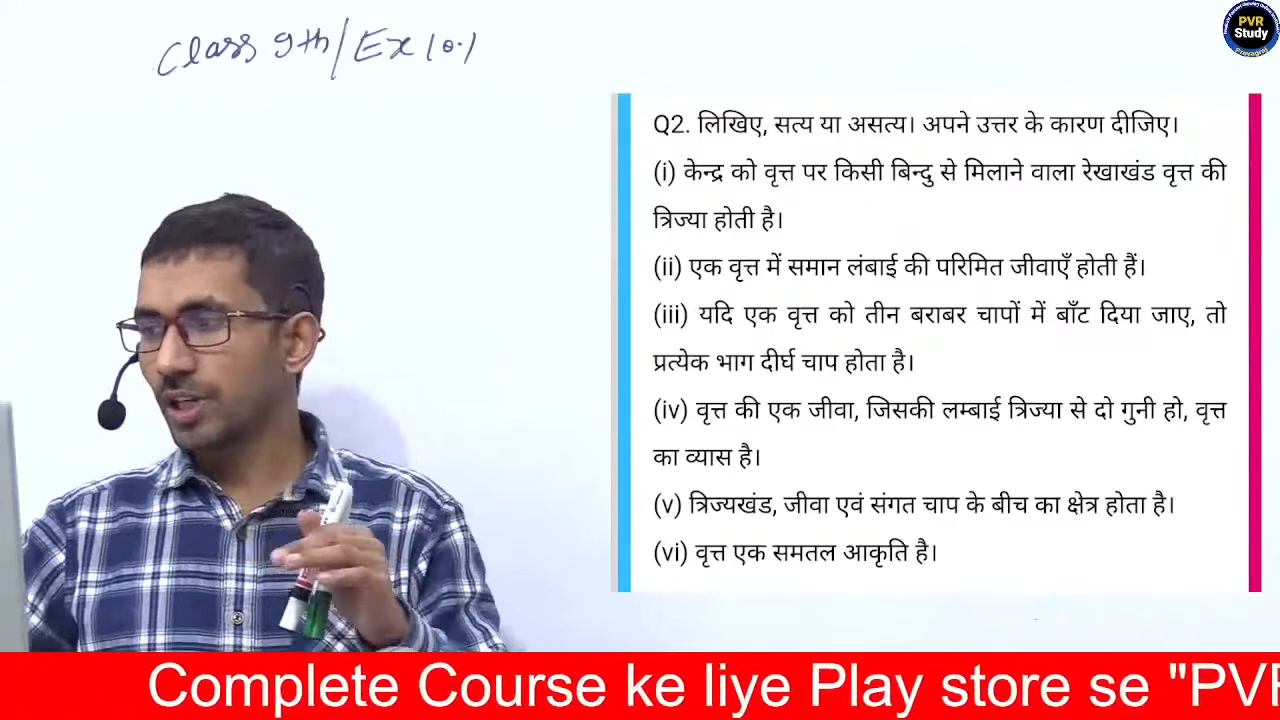 Class 9th/Ex 10.1
PVR
Study
Prayagraj
Q2. लिखिए, सत्य या असत्य। अपने उत्तर के कारण दीजिए।
(i) केन्द्र को वृत्त पर किसी बिन्दु से मिलाने वाला रेखाखंड वृत्त की
त्रिज्या होती है।
(ii) एक वृत्त में समान लंबाई की परिमित जीवाएँ होती हैं।
(iii) यदि एक वृत्त को तीन बराबर चापों में बाँट दिया जाए, तो
प्रत्येक भाग दीर्घ चाप होता है।
(iv) वृत्त की एक जीवा, जिसकी लम्बाई त्रिज्या से दो गुनी हो, वृत्त
का व्यास है।
(v) त्रिज्यखंड, जीवा एवं संगत चाप के बीच का क्षेत्र होता है।
(vi) वृत्त एक समतल आकृति है।
Complete Course ke liye Play store se "PVR